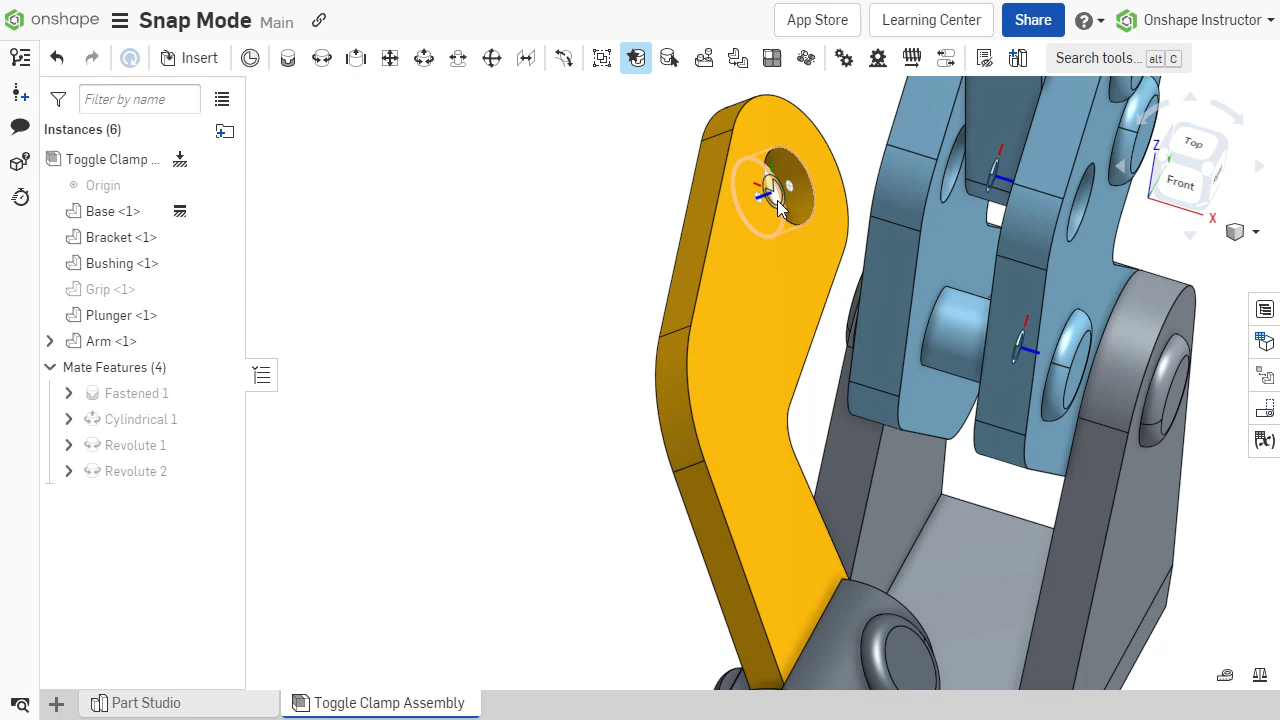 onshape Snap Mode Main App Store Learning Center Share Onshape Instructor
Insert Search tools... alt C
Filter by name
Instances (6)
Toggle Clamp ...
Origin
Base <1>
Bracket <1>
Bushing <1>
Grip <1>
Plunger <1>
Arm <1>
Mate Features (4)
Fastened 1
Cylindrical 1
Revolute 1
Revolute 2
Top
Front
Z
Y
X
(x)
Part Studio Toggle Clamp Assembly